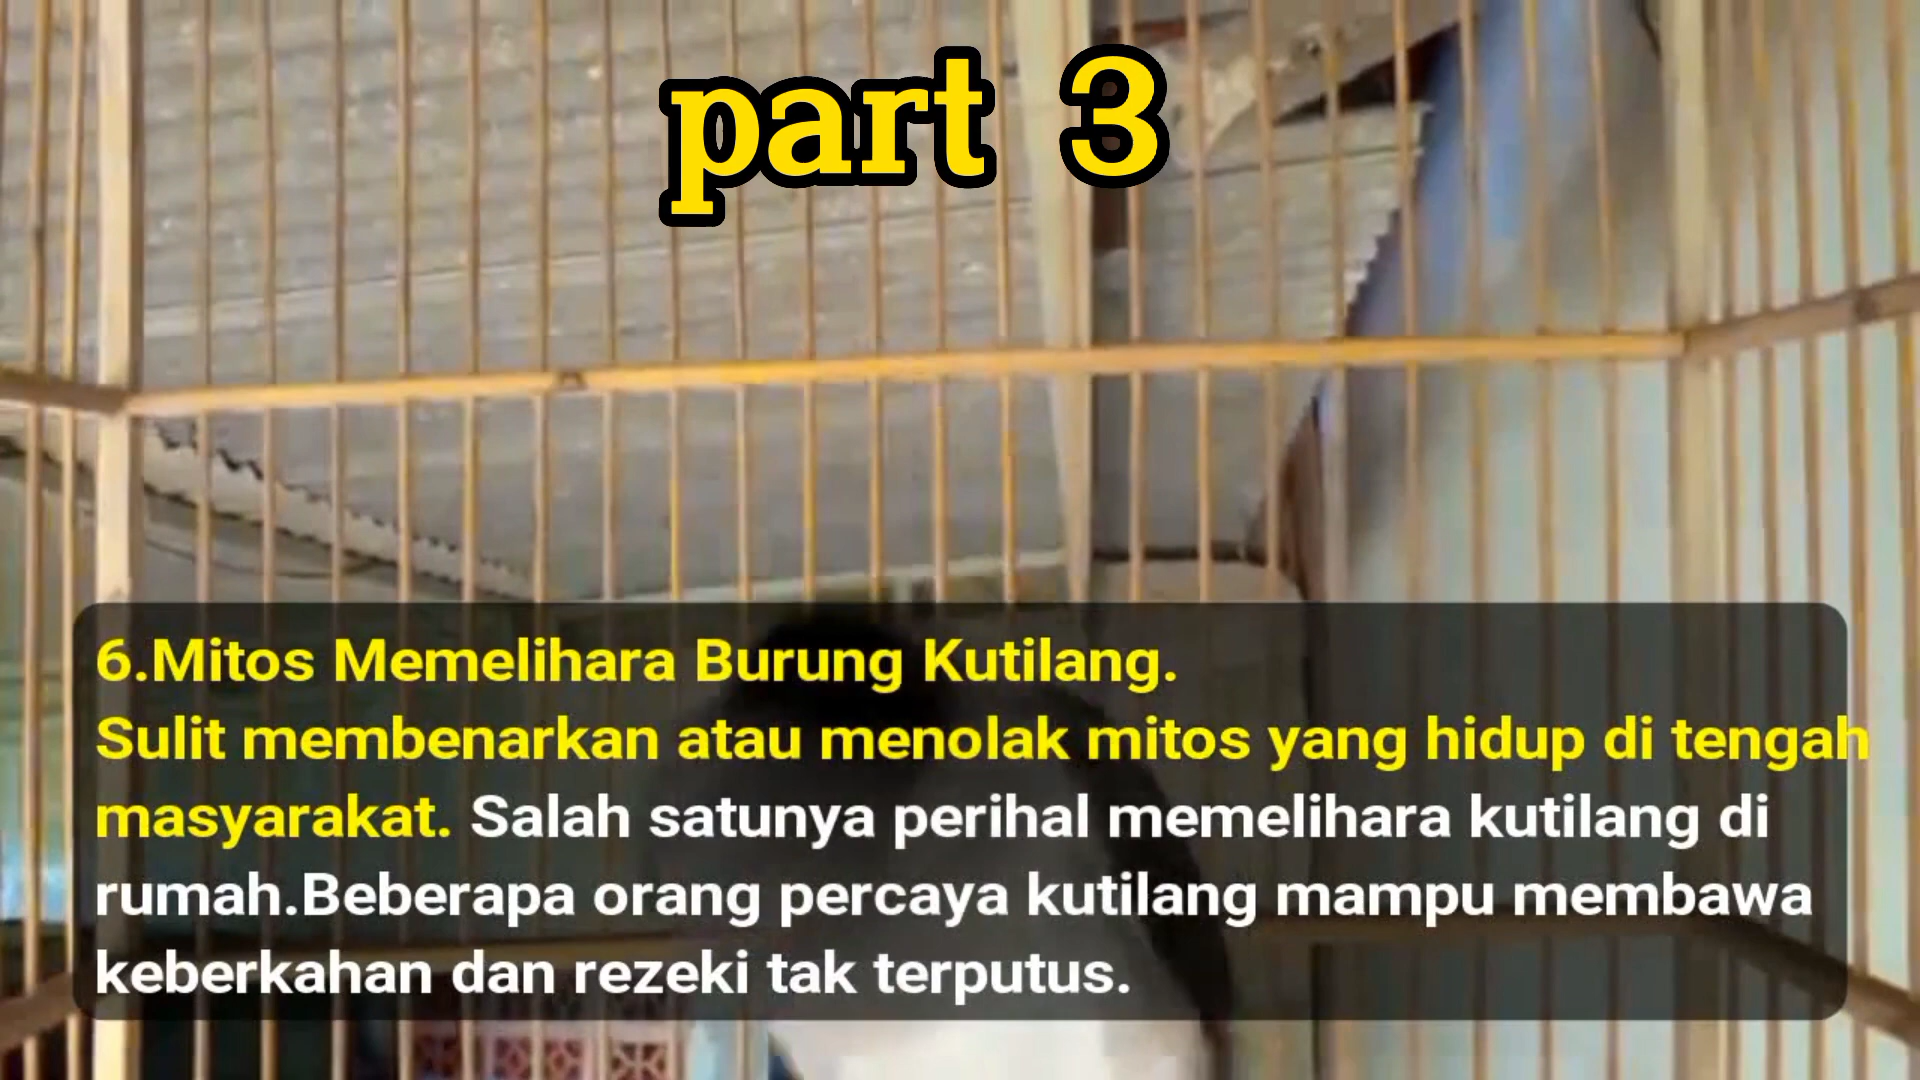 part 3
6.Mitos Memelihara Burung Kutilang.
Sulit membenarkan atau menolak mitos yang hidup di tengah
masyarakat. Salah satunya perihal memelihara kutilang di
rumah.Beberapa orang percaya kutilang mampu membawa
keberkahan dan rezeki tak terputus.